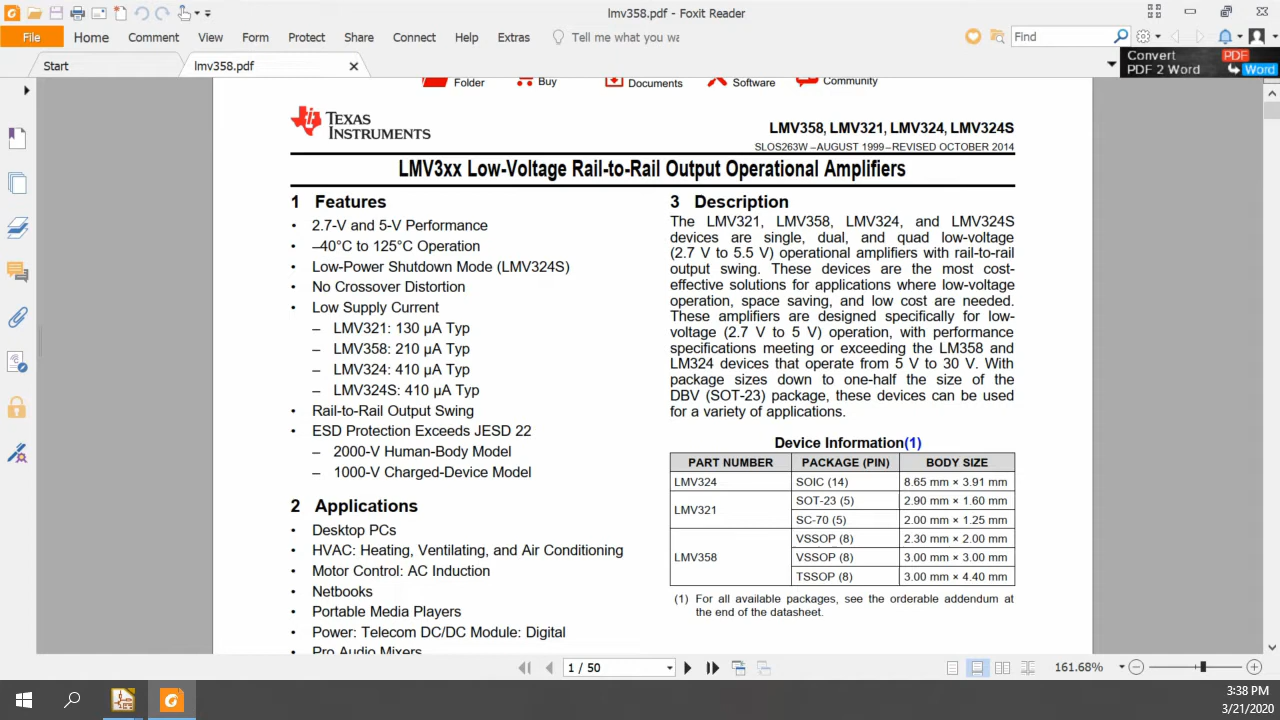 lmv358.pdf - Foxit Reader
File
Home
Comment
View
Form
Protect
Share
Connect
Help
Extras
Tell me what you wa
Find
Start
lmv358.pdf
Convert
PDF 2 Word
PDF
Word
Folder
Buy
Documents
Software
Community
TEXAS
INSTRUMENTS
LMV358, LMV321, LMV324, LMV324S
SLOS263W –AUGUST 1999–REVISED OCTOBER 2014
LMV3xx Low-Voltage Rail-to-Rail Output Operational Amplifiers
1 Features
• 2.7-V and 5-V Performance
• –40°C to 125°C Operation
• Low-Power Shutdown Mode (LMV324S)
• No Crossover Distortion
• Low Supply Current
– LMV321: 130 μA Typ
– LMV358: 210 μA Typ
– LMV324: 410 μA Typ
– LMV324S: 410 μA Typ
• Rail-to-Rail Output Swing
• ESD Protection Exceeds JESD 22
– 2000-V Human-Body Model
– 1000-V Charged-Device Model
2 Applications
• Desktop PCs
• HVAC: Heating, Ventilating, and Air Conditioning
• Motor Control: AC Induction
• Netbooks
• Portable Media Players
• Power: Telecom DC/DC Module: Digital
• Pro Audio Mixers
3 Description
The LMV321, LMV358, LMV324, and LMV324S
devices are single, dual, and quad low-voltage
(2.7 V to 5.5 V) operational amplifiers with rail-to-rail
output swing. These devices are the most cost-
effective solutions for applications where low-voltage
operation, space saving, and low cost are needed.
These amplifiers are designed specifically for low-
voltage (2.7 V to 5 V) operation, with performance
specifications meeting or exceeding the LM358 and
LM324 devices that operate from 5 V to 30 V. With
package sizes down to one-half the size of the
DBV (SOT-23) package, these devices can be used
for a variety of applications.
Device Information(1)
PART NUMBER PACKAGE (PIN) BODY SIZE
LMV324 SOIC (14) 8.65 mm × 3.91 mm
LMV321 SOT-23 (5) 2.90 mm × 1.60 mm
SC-70 (5) 2.00 mm × 1.25 mm
LMV358 VSSOP (8) 2.30 mm × 2.00 mm
VSSOP (8) 3.00 mm × 3.00 mm
TSSOP (8) 3.00 mm × 4.40 mm
(1) For all available packages, see the orderable addendum at
the end of the datasheet.
1 / 50
161.68%
3:38 PM
3/21/2020